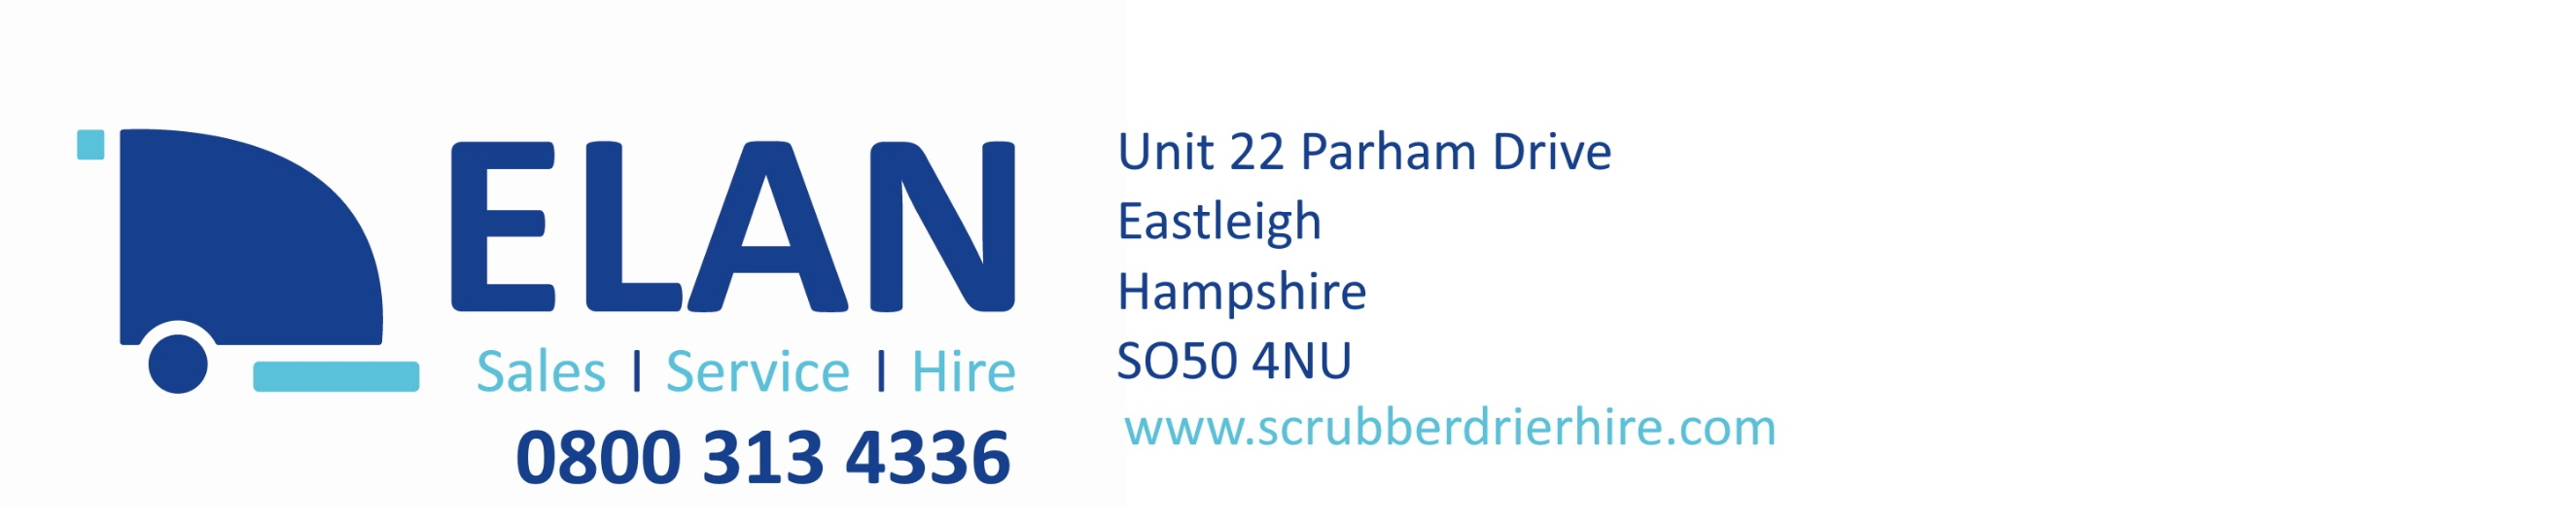 ELAN
Sales | Service | Hire
0800 313 4336
Unit 22 Parham Drive
Eastleigh
Hampshire
SO50 4NU
www.scrubberdrierhire.com